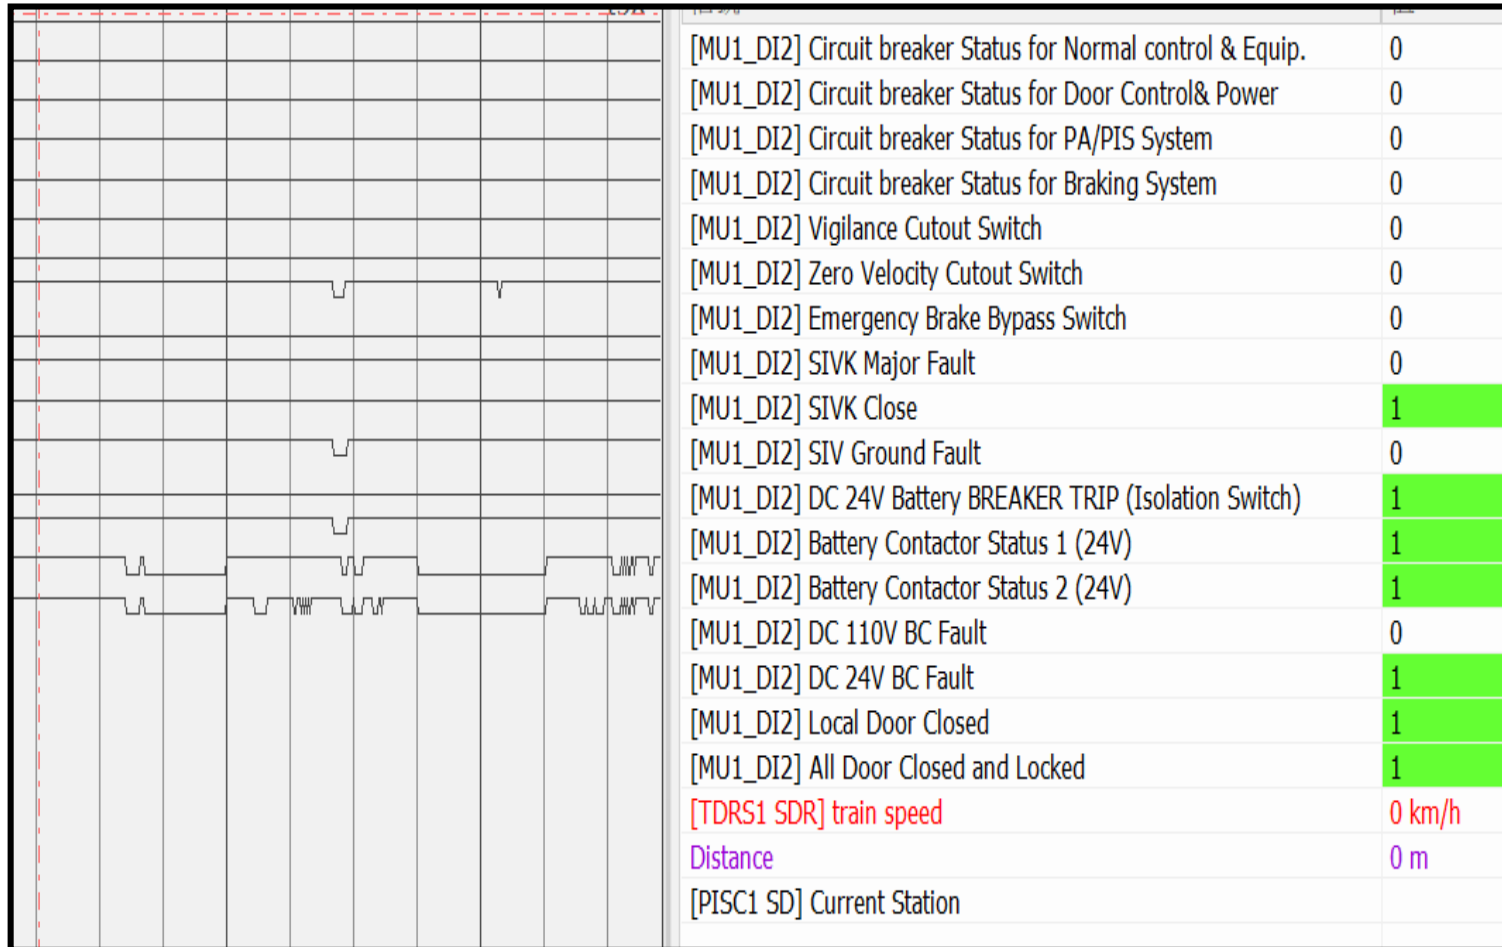 [MU1_DI2] Circuit breaker Status for Normal control & Equip. 0
[MU1_DI2] Circuit breaker Status for Door Control& Power 0
[MU1_DI2] Circuit breaker Status for PA/PIS System 0
[MU1_DI2] Circuit breaker Status for Braking System 0
[MU1_DI2] Vigilance Cutout Switch 0
[MU1_DI2] Zero Velocity Cutout Switch 0
[MU1_DI2] Emergency Brake Bypass Switch 0
[MU1_DI2] SIVK Major Fault 0
[MU1_DI2] SIVK Close 1
[MU1_DI2] SIV Ground Fault 0
[MU1_DI2] DC 24V Battery BREAKER TRIP (Isolation Switch) 1
[MU1_DI2] Battery Contactor Status 1 (24V) 1
[MU1_DI2] Battery Contactor Status 2 (24V) 1
[MU1_DI2] DC 110V BC Fault 0
[MU1_DI2] DC 24V BC Fault 1
[MU1_DI2] Local Door Closed 1
[MU1_DI2] All Door Closed and Locked 1
[TDRS1 SDR] train speed 0 km/h
Distance 0 m
[PISC1 SD] Current Station